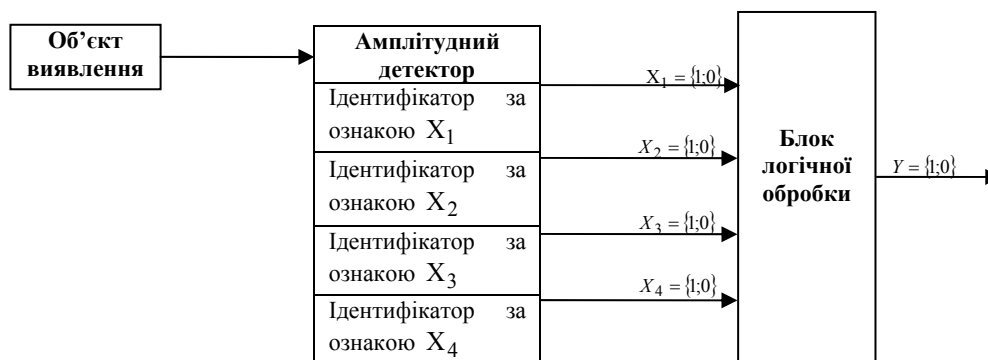 Об’єкт
виявлення
Амплітудний
детектор
Ідентифікатор за
ознакою X₁
Ідентифікатор за
ознакою X₂
Ідентифікатор за
ознакою X₃
Ідентифікатор за
ознакою X₄
X₁ = {1;0}
X₂ = {1;0}
X₃ = {1;0}
X₄ = {1;0}
Блок
логічної
обробки
Y = {1;0}